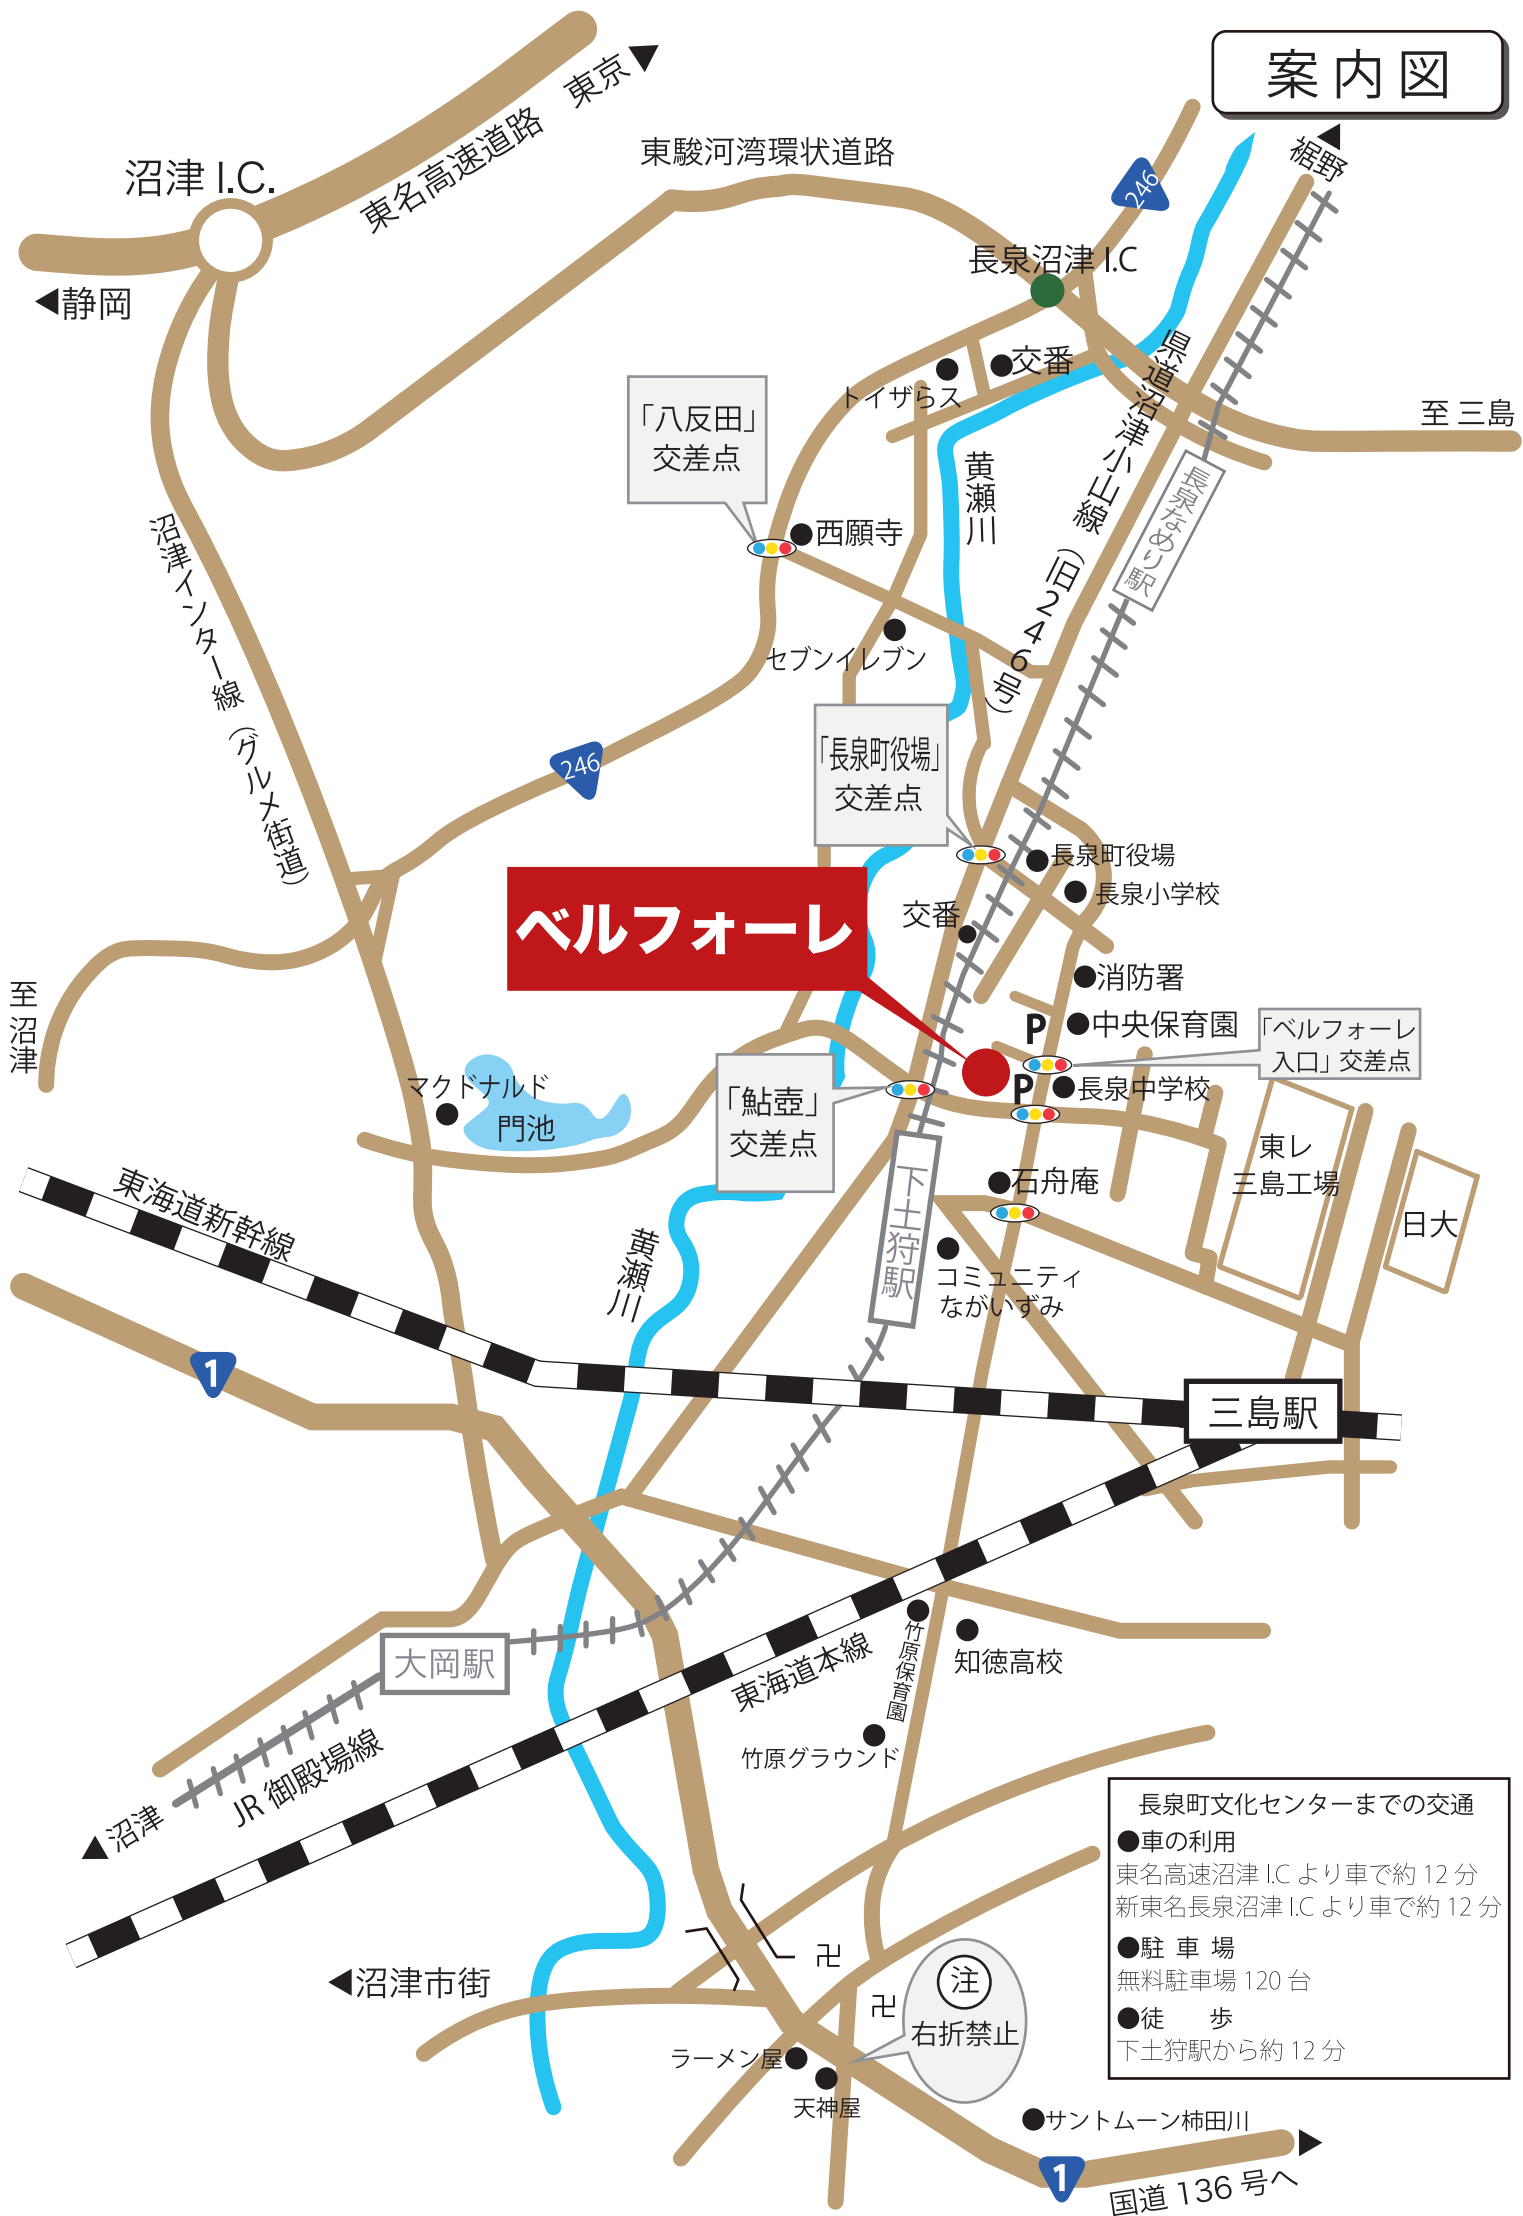 案内図
裾野
東京
東名高速道路
沼津 I.C.
静岡
東駿河湾環状道路
246
長泉沼津 I.C
トイザらス
交番
県道沼津小山線（旧２４６号）
至 三島
「八反田」
交差点
西願寺
黄瀬川
長泉なめり駅
沼津インター線（グルメ街道）
セブンイレブン
246
「長泉町役場」
交差点
長泉町役場
長泉小学校
交番
ベルフォーレ
消防署
中央保育園
P
「ベルフォーレ
入口」交差点
P
長泉中学校
至 沼津
マクドナルド
門池
「鮎壺」
交差点
東レ
三島工場
日大
石舟庵
下土狩駅
コミュニティ
ながいずみ
東海道新幹線
黄瀬川
1
三島駅
大岡駅
東海道本線
竹原保育園
知徳高校
竹原グラウンド
JR 御殿場線
沼津
長泉町文化センターまでの交通
●車の利用
東名高速沼津 I.C より車で約 12 分
新東名長泉沼津 I.C より車で約 12 分
●駐 車 場
無料駐車場 120 台
●徒　歩
下土狩駅から約 12 分
沼津市街
卍
卍
注
右折禁止
ラーメン屋
天神屋
サントムーン柿田川
1
国道 136 号へ